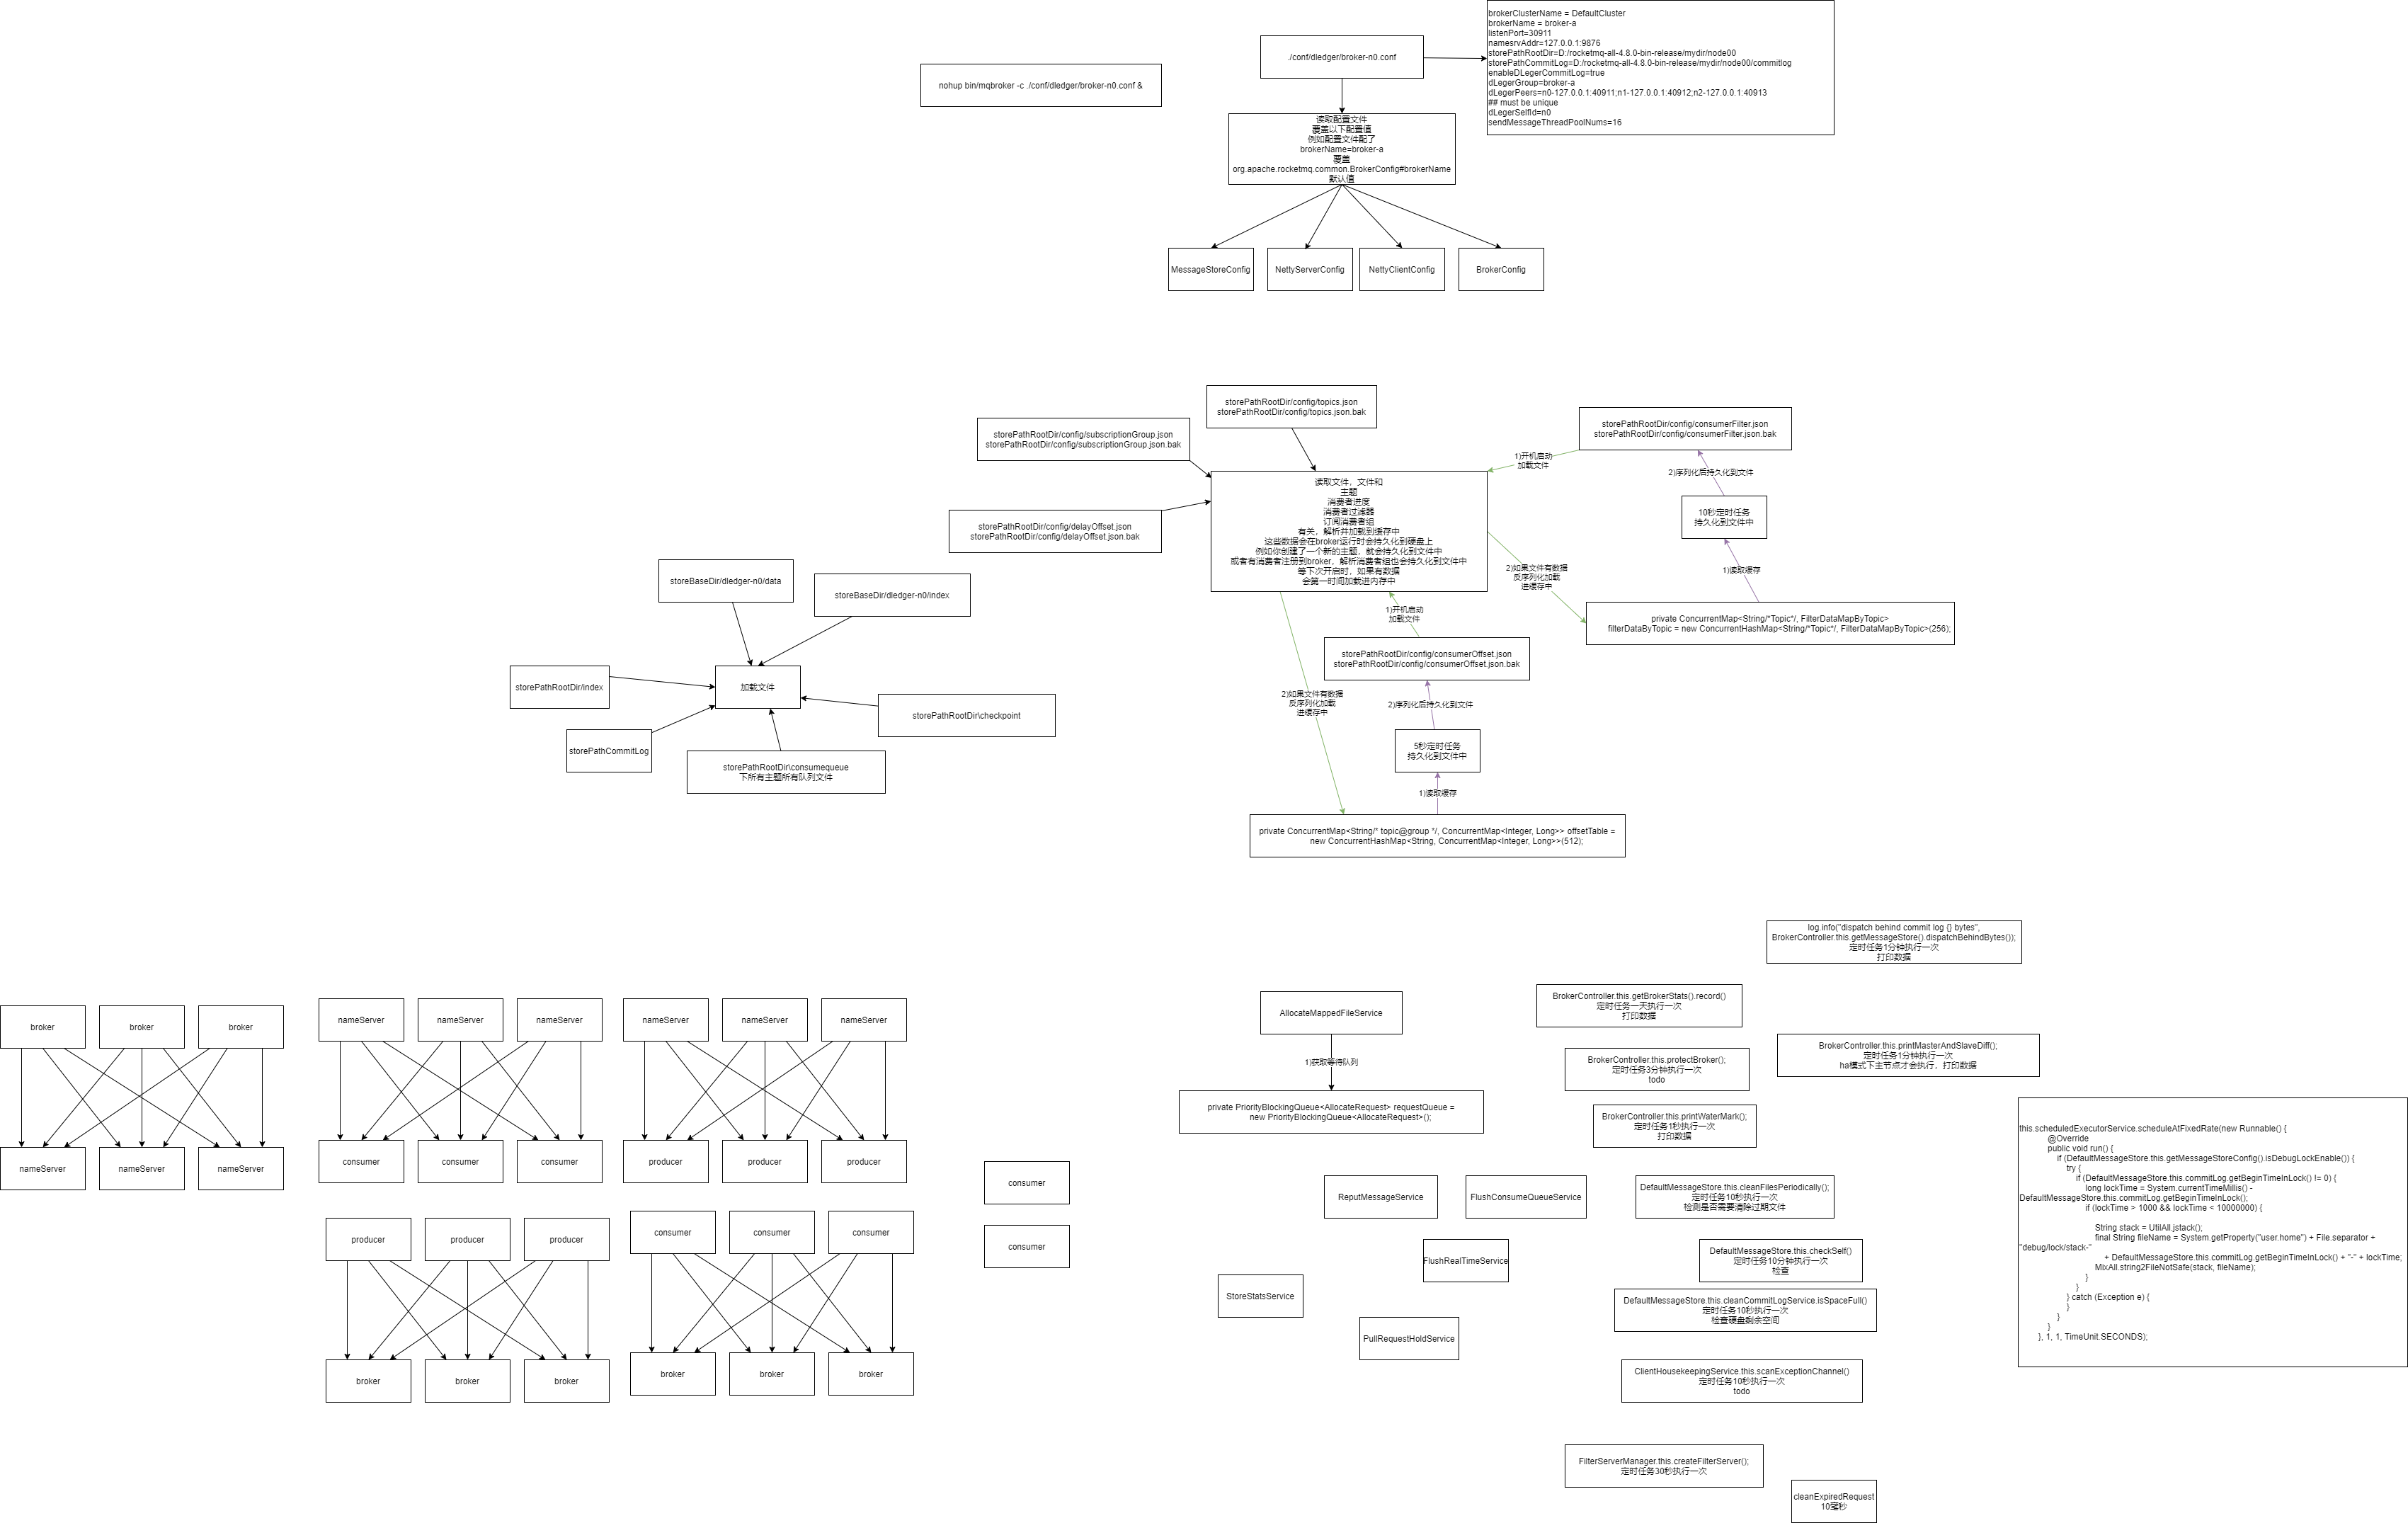 brokerClusterName = DefaultCluster
brokerName = broker-a
listenPort=30911
namesrvAddr=127.0.0.1:9876
storePathRootDir=D:/rocketmq-all-4.8.0-bin-release/mydir/node00
storePathCommitLog=D:/rocketmq-all-4.8.0-bin-release/mydir/node00/commitlog
enableDLegerCommitLog=true
dLegerGroup=broker-a
dLegerPeers=n0-127.0.0.1:40911;n1-127.0.0.1:40912;n2-127.0.0.1:40913
## must be unique
dLegerSelfId=n0
sendMessageThreadPoolNums=16
./conf/dledger/broker-n0.conf
nohup bin/mqbroker -c ./conf/dledger/broker-n0.conf &
读取配置文件
覆盖以下配置值
例如配置文件配了
brokerName=broker-a
覆盖
org.apache.rocketmq.common.BrokerConfig#brokerName
默认值
MessageStoreConfig
NettyServerConfig
NettyClientConfig
BrokerConfig
storePathRootDir/config/topics.json
storePathRootDir/config/topics.json.bak
storePathRootDir/config/subscriptionGroup.json
storePathRootDir/config/subscriptionGroup.json.bak
storePathRootDir/config/consumerFilter.json
storePathRootDir/config/consumerFilter.json.bak
1)开机启动
加载文件
2)序列化后持久化到文件
读取文件，文件和
主题
消费者进度
消费者过滤器
订阅消费者组
有关，解析并加载到缓存中
这些数据会在broker运行时会持久化到硬盘上
例如你创建了一个新的主题，就会持久化到文件中
或者有消费者注册到broker，解析消费者组也会持久化到文件中
等下次开启时，如果有数据
会第一时间加载进内存中
10秒定时任务
持久化到文件中
storePathRootDir/config/delayOffset.json
storePathRootDir/config/delayOffset.json.bak
storeBaseDir/dledger-n0/data
storeBaseDir/dledger-n0/index
2)如果文件有数据
反序列化加载
进缓存中
1)读取缓存
1)开机启动
加载文件
private ConcurrentMap<String/*Topic*/, FilterDataMapByTopic>
filterDataByTopic = new ConcurrentHashMap<String/*Topic*/, FilterDataMapByTopic>(256);
storePathRootDir/config/consumerOffset.json
storePathRootDir/config/consumerOffset.json.bak
storePathRootDir/index
加载文件
2)如果文件有数据
反序列化加载
进缓存中
2)序列化后持久化到文件
storePathRootDir\checkpoint
storePathCommitLog
5秒定时任务
持久化到文件中
storePathRootDir\consumequeue
下所有主题所有队列文件
1)读取缓存
private ConcurrentMap<String/* topic@group */, ConcurrentMap<Integer, Long>> offsetTable =
new ConcurrentHashMap<String, ConcurrentMap<Integer, Long>>(512);
log.info("dispatch behind commit log {} bytes",
BrokerController.this.getMessageStore().dispatchBehindBytes());
定时任务1分钟执行一次
打印数据
broker
broker
broker
nameServer
nameServer
nameServer
nameServer
nameServer
nameServer
AllocateMappedFileService
BrokerController.this.getBrokerStats().record()
定时任务一天执行一次
打印数据
1)获取等待队列
BrokerController.this.printMasterAndSlaveDiff();
定时任务1分钟执行一次
ha模式下主节点才会执行，打印数据
BrokerController.this.protectBroker();
定时任务3分钟执行一次
todo
private PriorityBlockingQueue<AllocateRequest> requestQueue =
new PriorityBlockingQueue<AllocateRequest>();
BrokerController.this.printWaterMark();
定时任务1秒执行一次
打印数据
nameServer
nameServer
nameServer
consumer
consumer
consumer
producer
producer
producer
consumer
consumer
ReputMessageService
FlushConsumeQueueService
DefaultMessageStore.this.cleanFilesPeriodically();
定时任务10秒执行一次
检测是否需要清除过期文件
this.scheduledExecutorService.scheduleAtFixedRate(new Runnable() {
@Override
public void run() {
if (DefaultMessageStore.this.getMessageStoreConfig().isDebugLockEnable()) {
try {
if (DefaultMessageStore.this.commitLog.getBeginTimeInLock() != 0) {
long lockTime = System.currentTimeMillis() -
DefaultMessageStore.this.commitLog.getBeginTimeInLock();
if (lockTime > 1000 && lockTime < 10000000) {
String stack = UtilAll.jstack();
final String fileName = System.getProperty("user.home") + File.separator +
"debug/lock/stack-"
+ DefaultMessageStore.this.commitLog.getBeginTimeInLock() + "-" + lockTime;
MixAll.string2FileNotSafe(stack, fileName);
}
}
} catch (Exception e) {
}
}
}
}, 1, 1, TimeUnit.SECONDS);
producer
producer
producer
consumer
consumer
consumer
FlushRealTimeService
DefaultMessageStore.this.checkSelf()
定时任务10分钟执行一次
检查
StoreStatsService
DefaultMessageStore.this.cleanCommitLogService.isSpaceFull()
定时任务10秒执行一次
检查硬盘剩余空间
PullRequestHoldService
broker
broker
broker
broker
broker
broker
ClientHousekeepingService.this.scanExceptionChannel()
定时任务10秒执行一次
todo
FilterServerManager.this.createFilterServer();
定时任务30秒执行一次
cleanExpiredRequest
10毫秒